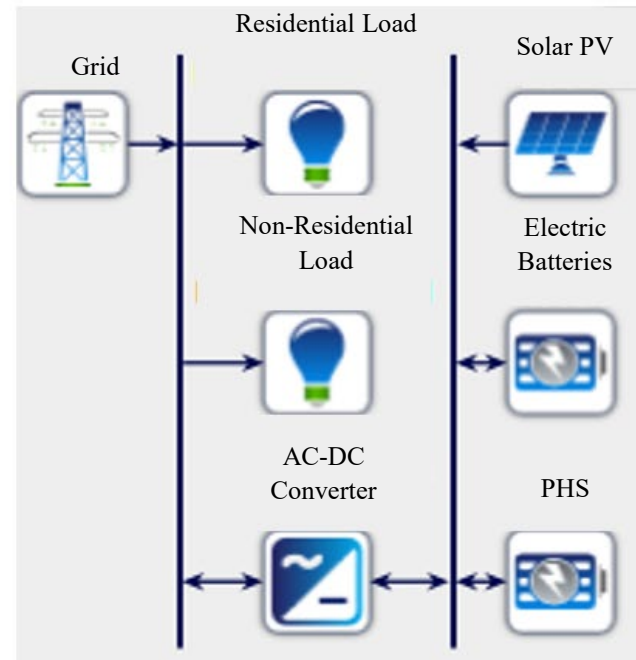 Residential Load
Solar PV
Grid
Non-Residential
Load
Electric
Batteries
AC-DC
Converter
PHS